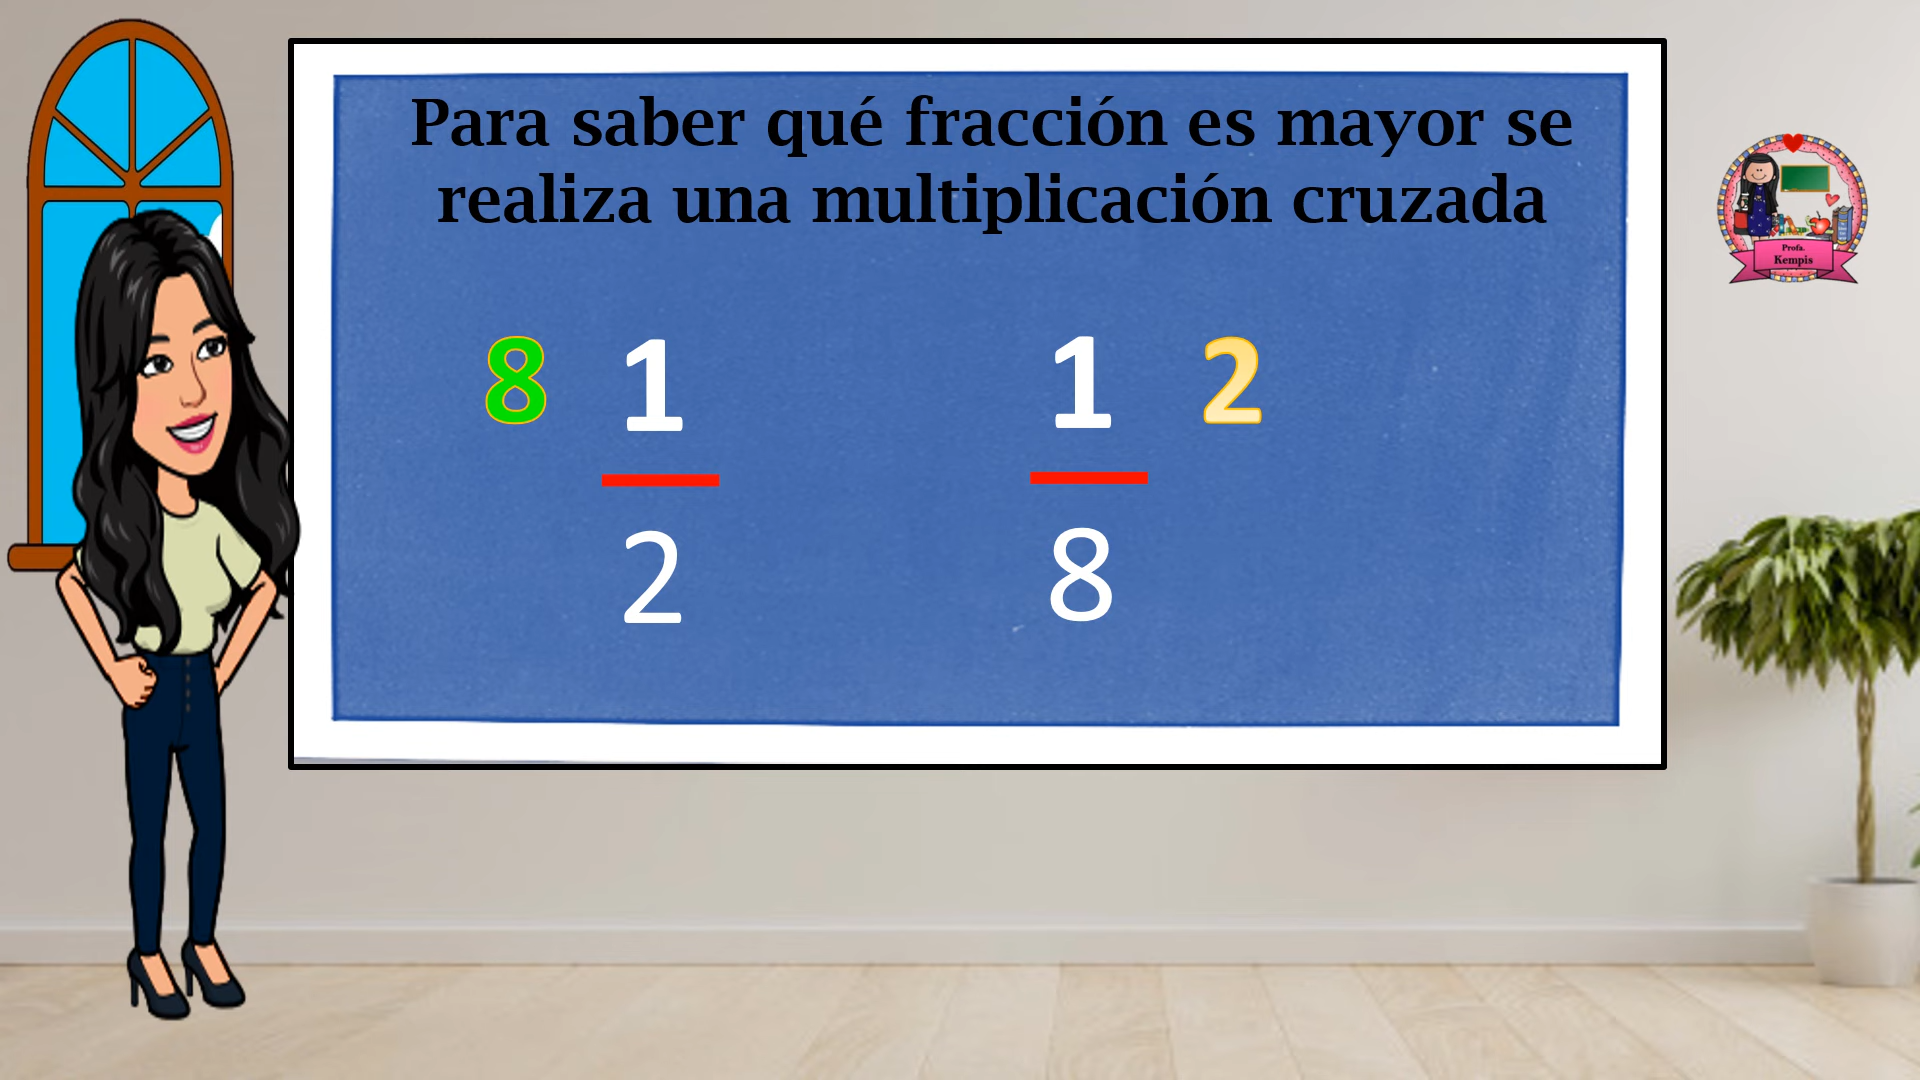 Para saber qué fracción es mayor se
realiza una multiplicación cruzada
8 1 1 2
2 8
Profa.
Kempis